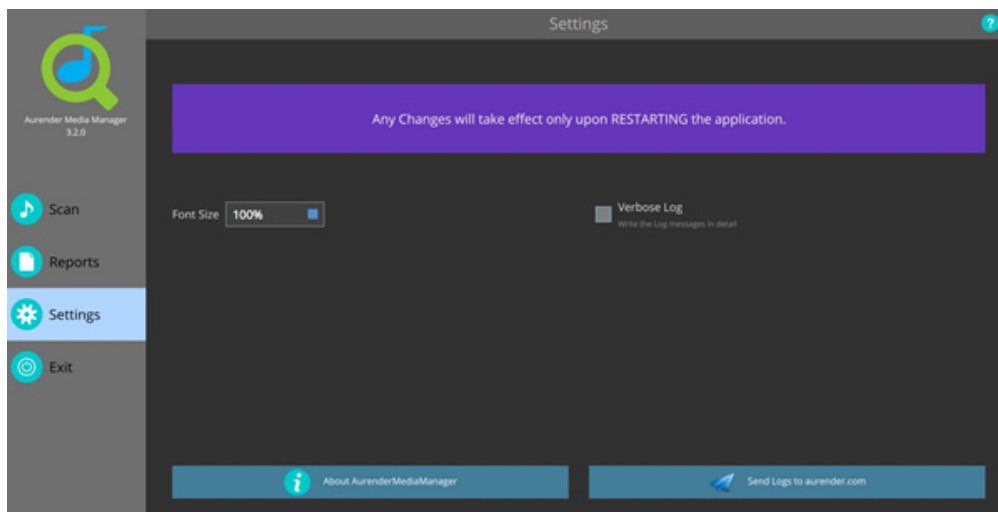 Settings
?
Aurender Media Manager
3.2.0
Any Changes will take effect only upon RESTARTING the application.
Scan
Reports
Settings
Exit
Font Size 100%
Verbose Log
Write the Log messages in detail
i About AurenderMediaManager
Send Logs to aurender.com